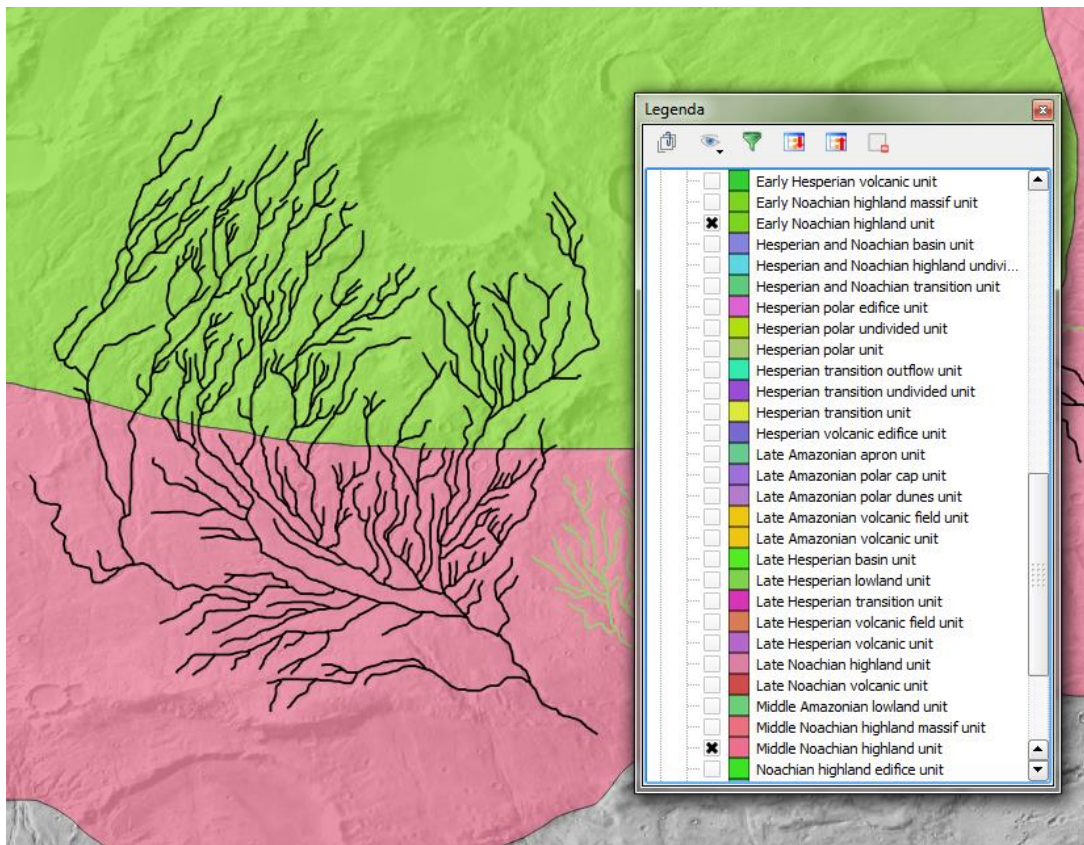 Legenda
Early Hesperian volcanic unit
Early Noachian highland massif unit
Early Noachian highland unit
Hesperian and Noachian basin unit
Hesperian and Noachian highland undivi...
Hesperian and Noachian transition unit
Hesperian polar edifice unit
Hesperian polar undivided unit
Hesperian polar unit
Hesperian transition outflow unit
Hesperian transition undivided unit
Hesperian transition unit
Hesperian volcanic edifice unit
Late Amazonian apron unit
Late Amazonian polar cap unit
Late Amazonian polar dunes unit
Late Amazonian volcanic field unit
Late Amazonian volcanic unit
Late Hesperian basin unit
Late Hesperian lowland unit
Late Hesperian transition unit
Late Hesperian volcanic field unit
Late Hesperian volcanic unit
Late Noachian highland unit
Late Noachian volcanic unit
Middle Amazonian lowland unit
Middle Noachian highland massif unit
Middle Noachian highland unit
Noachian highland edifice unit